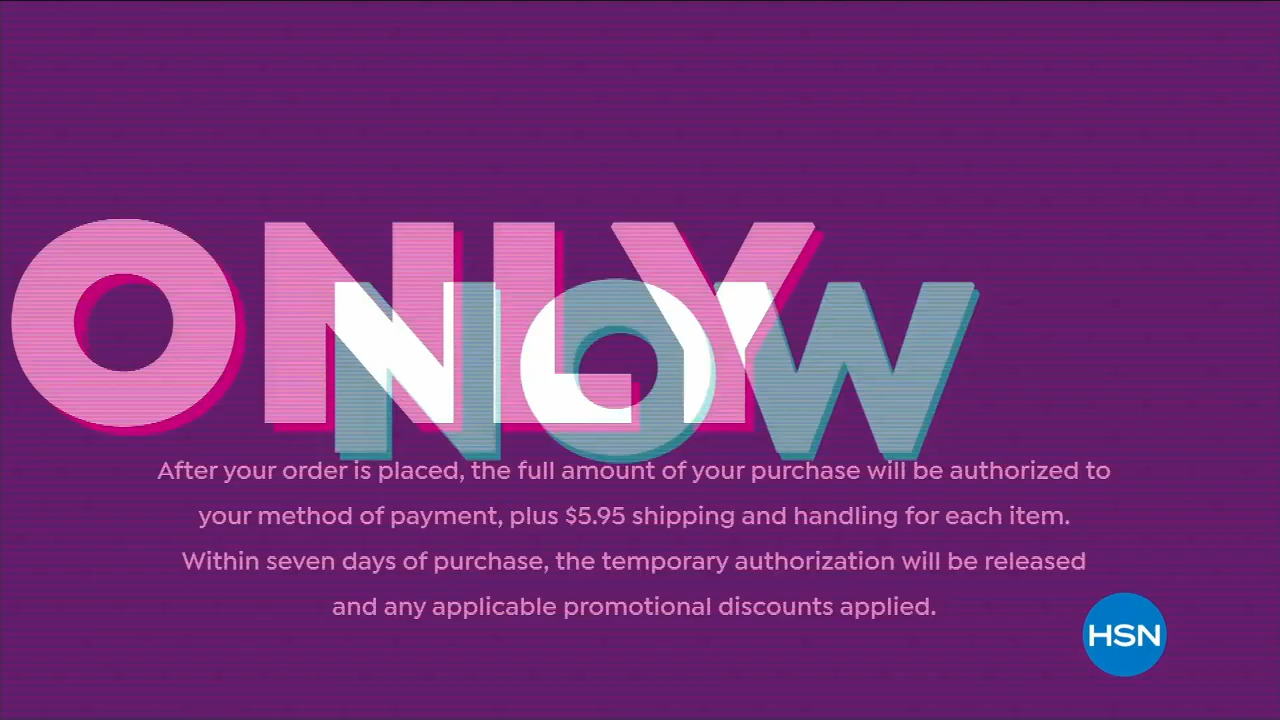 ONLY
NOW
After your order is placed, the full amount of your purchase will be authorized to
your method of payment, plus $5.95 shipping and handling for each item.
Within seven days of purchase, the temporary authorization will be released
and any applicable promotional discounts applied.
HSN